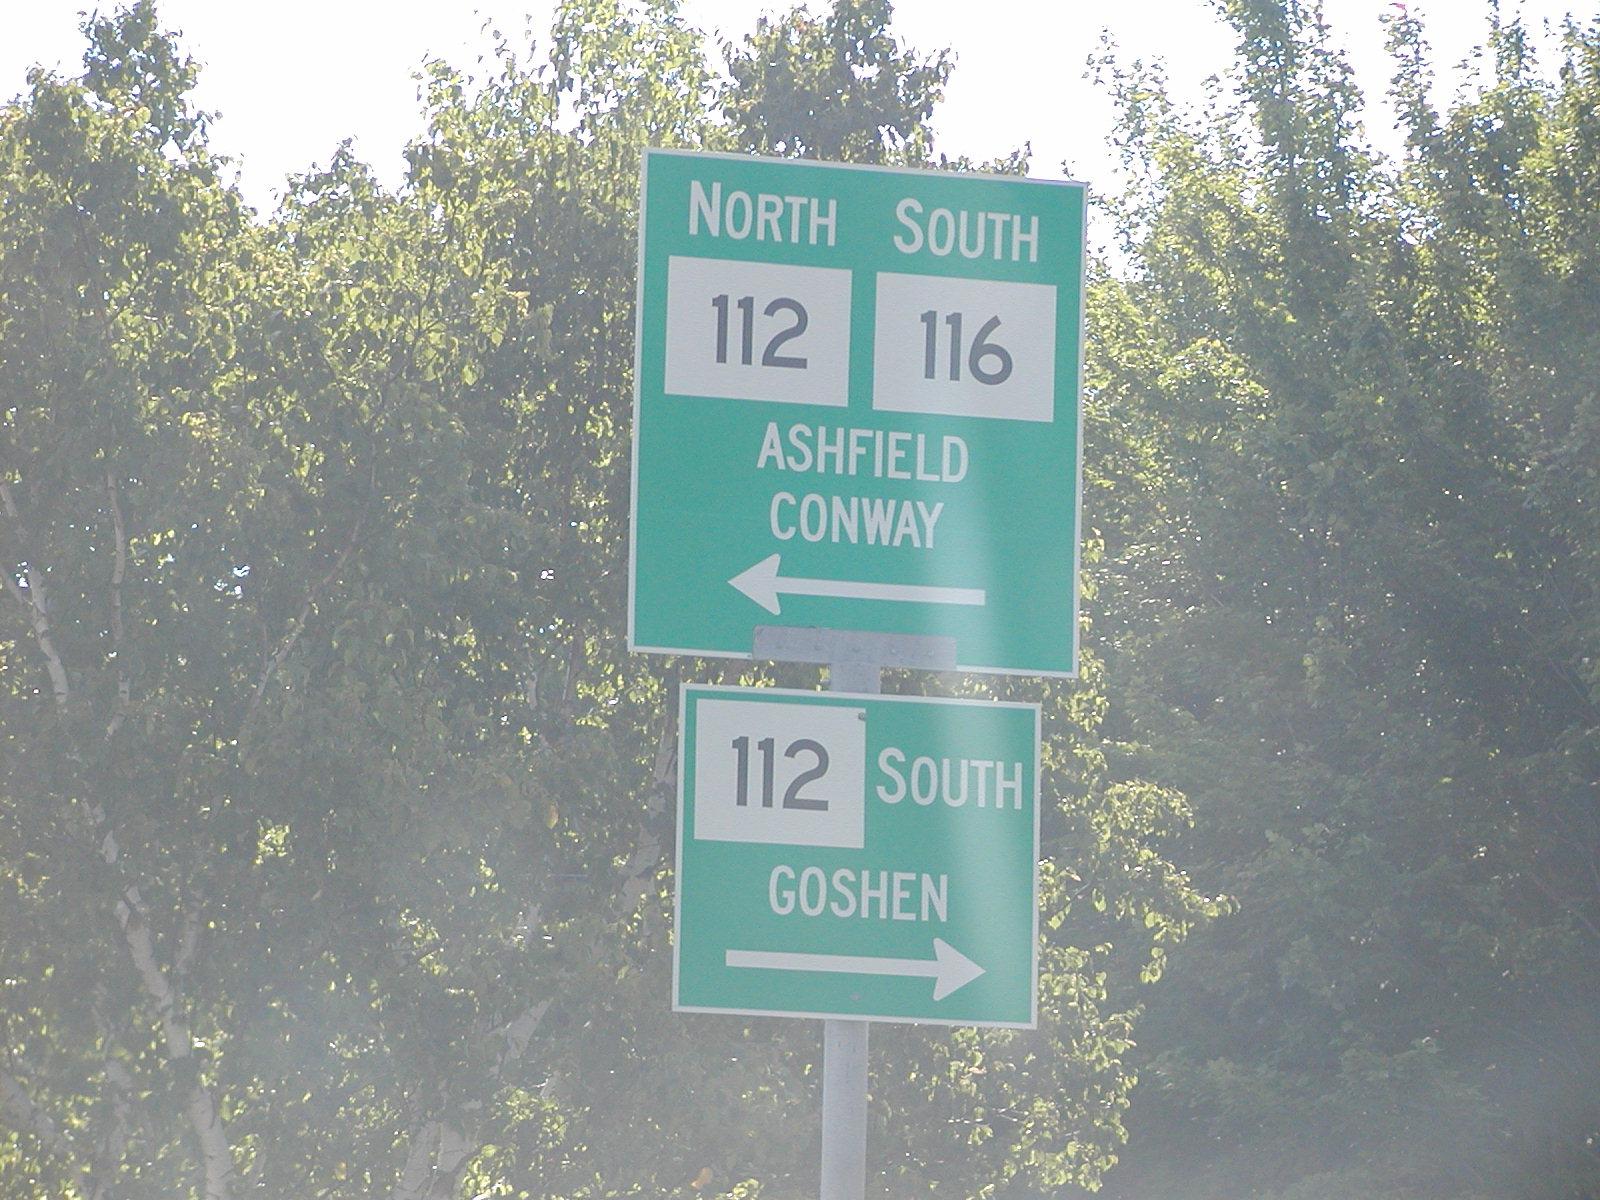 NORTH SOUTH
112 116
ASHFIELD
CONWAY
112 SOUTH
GOSHEN